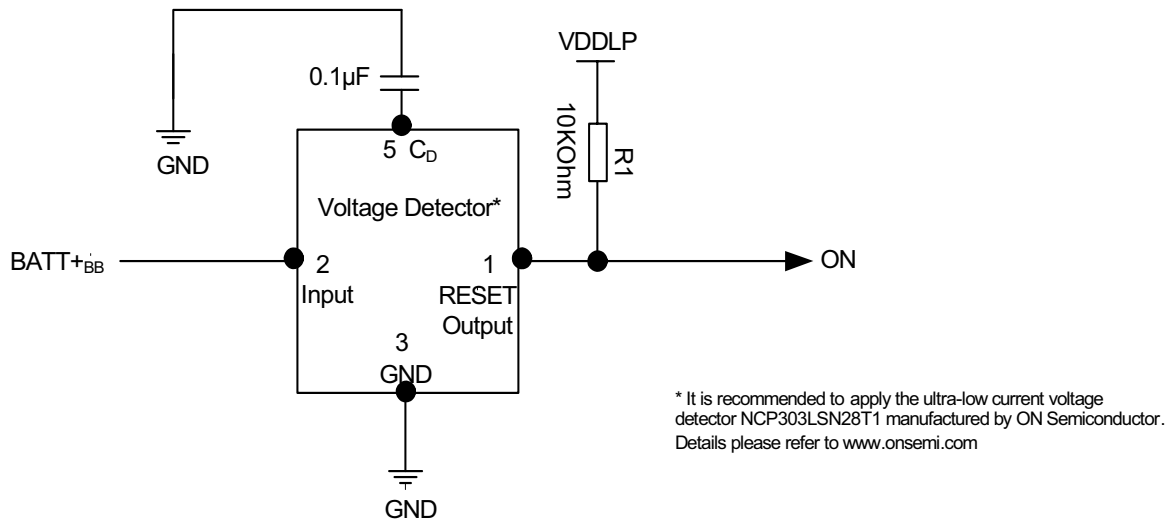 VDDLP
0.1µF
10KOhm
R1
GND
5 CD
Voltage Detector*
BATT+BB
2
Input
1
RESET
Output
ON
3
GND
* It is recommended to apply the ultra-low current voltage
detector NCP303LSN28T1 manufactured by ON Semiconductor.
Details please refer to www.onsemi.com
GND